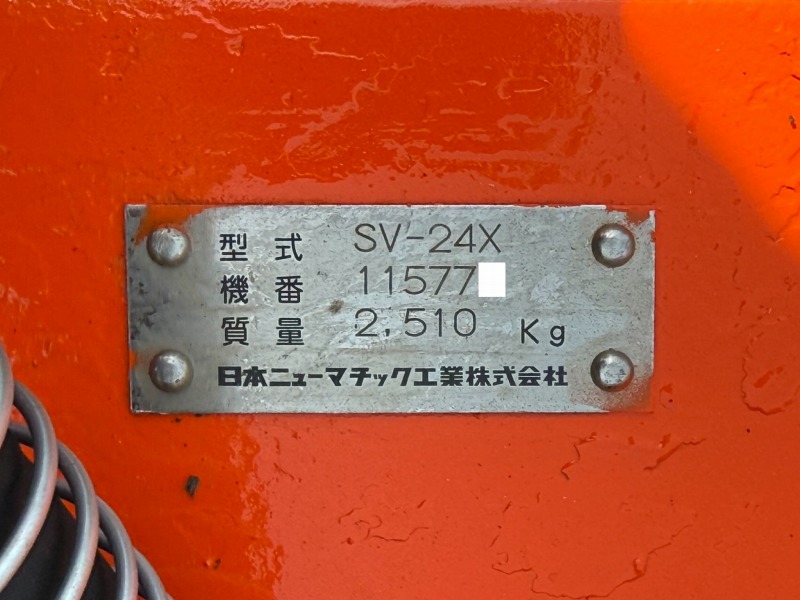 型式 SV-24X
機番 11577
質量 2,510 Kg
日本ニューマチック工業株式会社